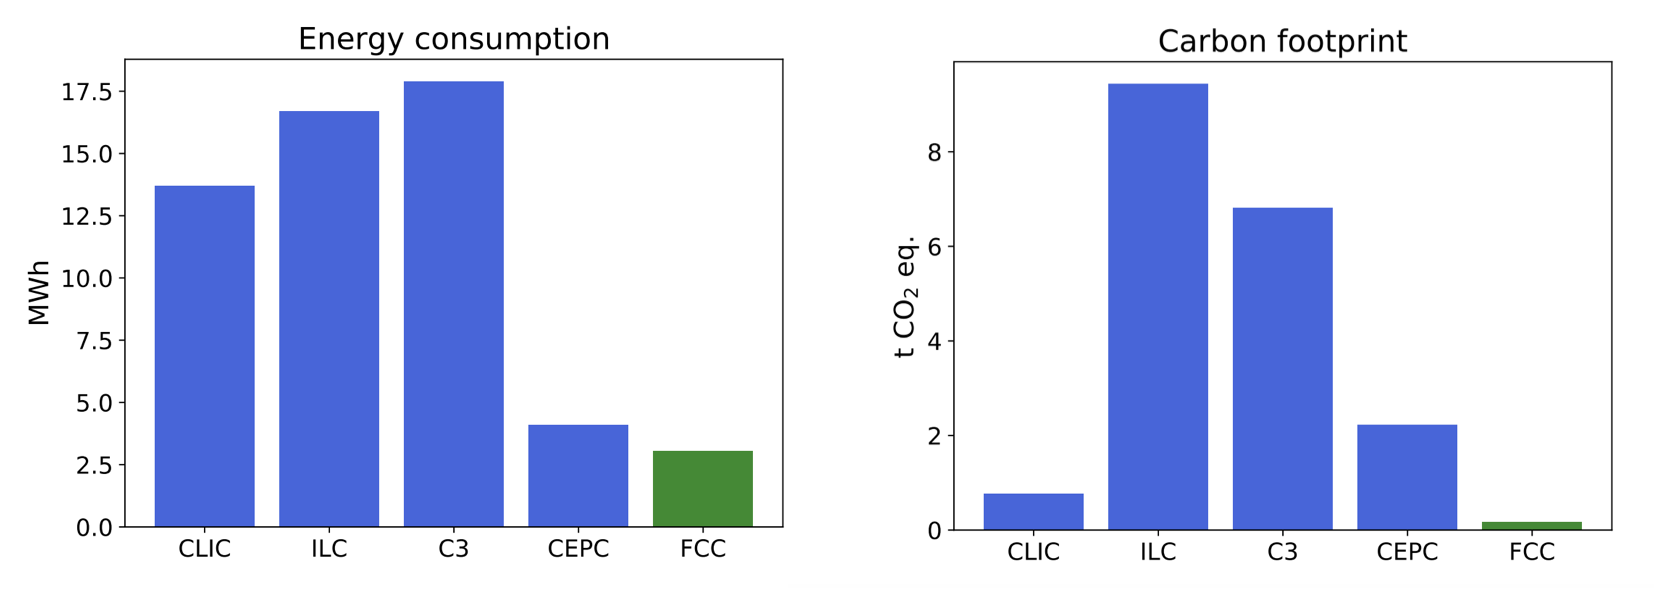 Energy consumption
MWh
17.5
15.0
12.5
10.0
7.5
5.0
2.5
0.0
CLIC ILC C3 CEPC FCC
Carbon footprint
t CO₂ eq.
8
6
4
2
0
CLIC ILC C3 CEPC FCC